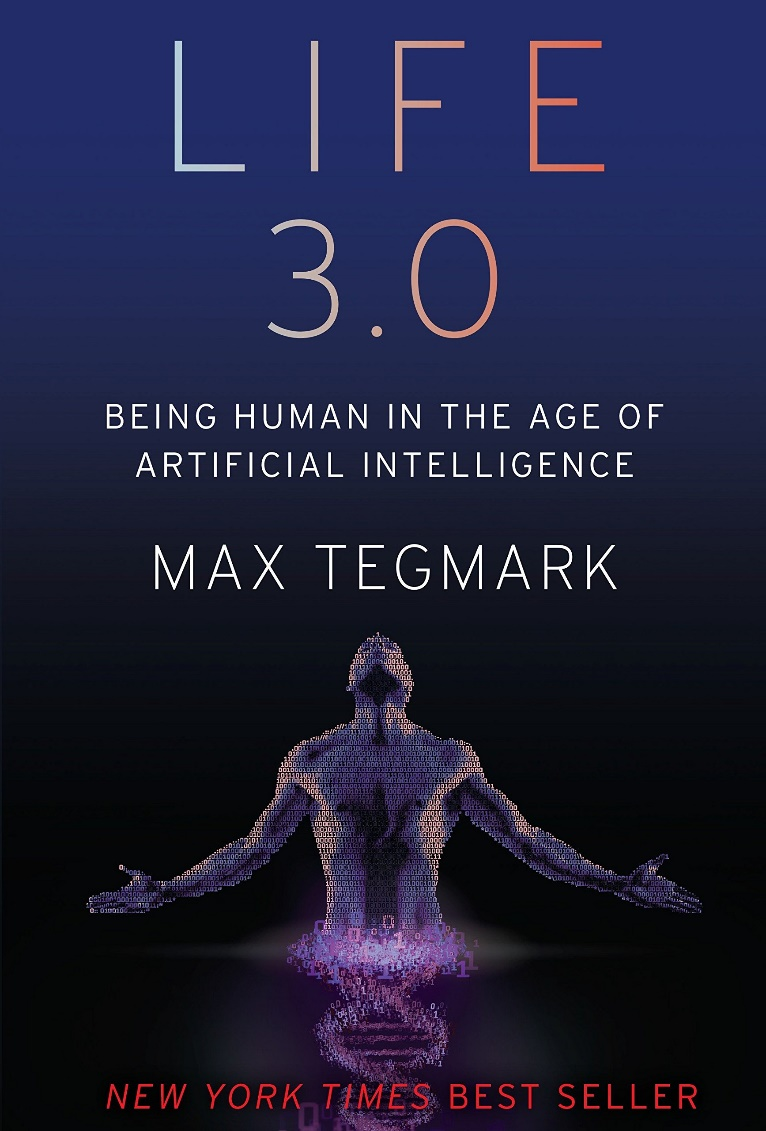 LIFE
3.0
BEING HUMAN IN THE AGE OF
ARTIFICIAL INTELLIGENCE
MAX TEGMARK
NEW YORK TIMES BEST SELLER